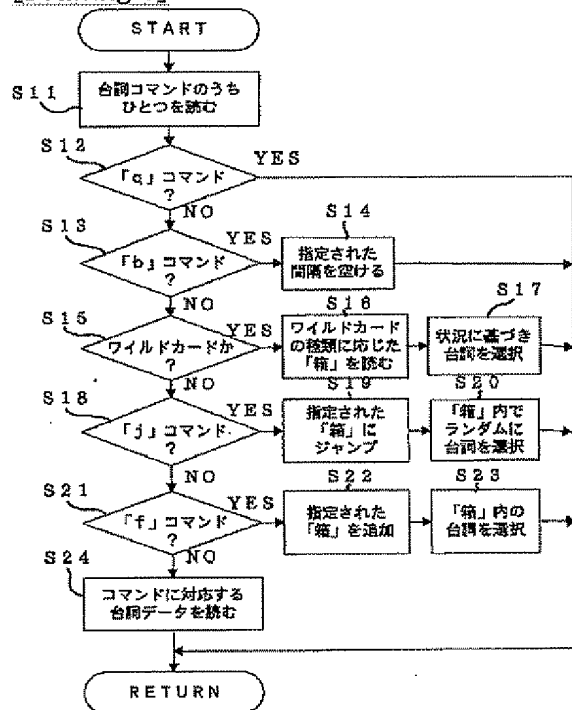 START
S11
台詞コマンドのうち
ひとつを読む
S12
「q」コマンド
?
YES
NO
S13
「b」コマンド
?
YES
NO
S14
指定された
間隔を空ける
S15
ワイルドカードか
?
YES
NO
S16
ワイルドカード
の種類に応じた
「箱」を読む
S17
状況に基づき
台詞を選択
S18
「j」コマンド
?
YES
NO
S19
指定された
「箱」に
ジャンプ
S20
「箱」内で
ランダムに
台詞を選択
S21
「f」コマンド
?
YES
NO
S22
指定された
「箱」を追加
S23
「箱」内の
台詞を選択
S24
コマンドに対応する
台詞データを読む
RETURN